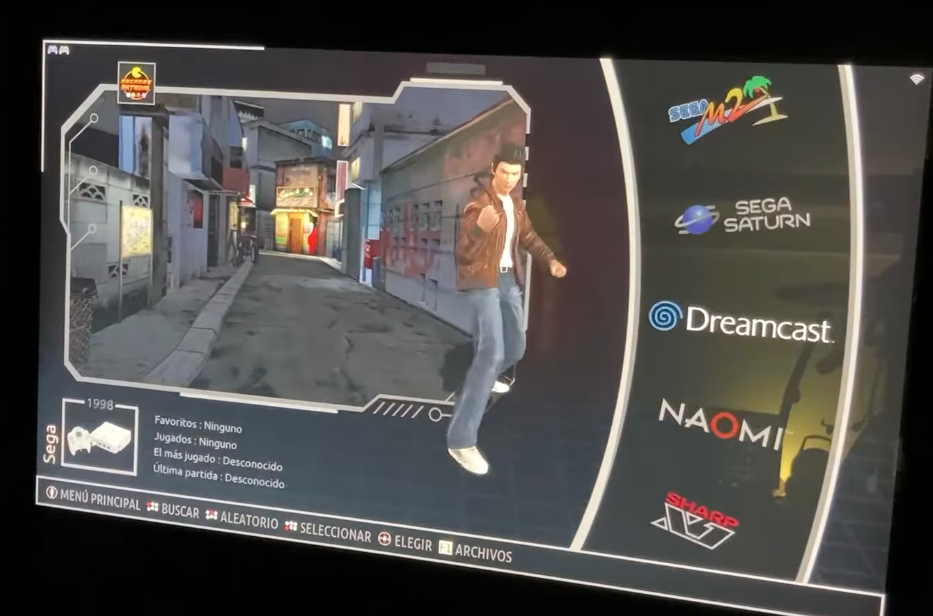 SEGA M2
SEGA
SATURN
Dreamcast
NAOMI
SHARP
1998
Sega
Favoritos : Ninguno
Jugados : Ninguno
El más jugado : Desconocido
Última partida : Desconocido
MENÚ PRINCIPAL
BUSCAR
ALEATORIO
SELECCIONAR
ELEGIR
F1 ARCHIVOS